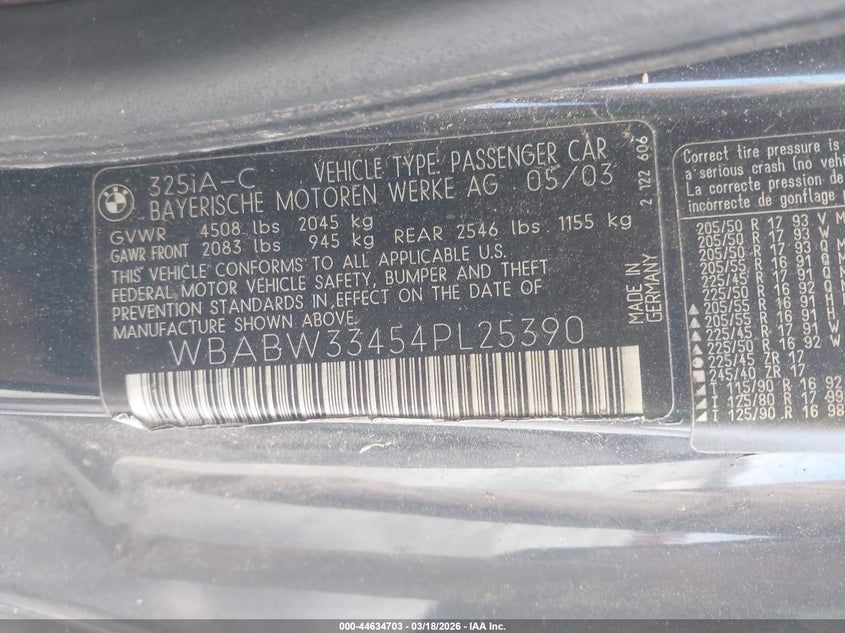 325iA-C VEHICLE TYPE: PASSENGER CAR
BAYERISCHE MOTOREN WERKE AG 05/03
GVWR 4508 lbs 2045 kg
GAWR FRONT 2083 lbs 945 kg REAR 2546 lbs 1155 kg
THIS VEHICLE CONFORMS TO ALL APPLICABLE U.S.
FEDERAL MOTOR VEHICLE SAFETY, BUMPER AND THEFT
PREVENTION STANDARDS IN EFFECT ON THE DATE OF
MANUFACTURE SHOWN ABOVE.
WBABW33454PL25390
2 122 606
MADE IN
GERMANY
Correct tire pressure is
a serious crash (no vehi
La correcte pression de
incorrecte de gonflage
205/50 R 17 93 V M
205/50 R 17 93 W
205/50 R 17 93 Q M
205/55 R 16 91 Q M
225/45 R 17 91 Q
225/50 R 16 92 Q
205/55 R 16 91 H
205/55 R 16 91 H
225/45 R 17 91 W
225/50 R 16 92 W
225/45 ZR 17
245/40 ZR 17
T 115/90 R 16 92
T 125/80 R 17 99
T 125/90 R 16 98
000-44634703 | 03/18/2026 | IAA Inc.